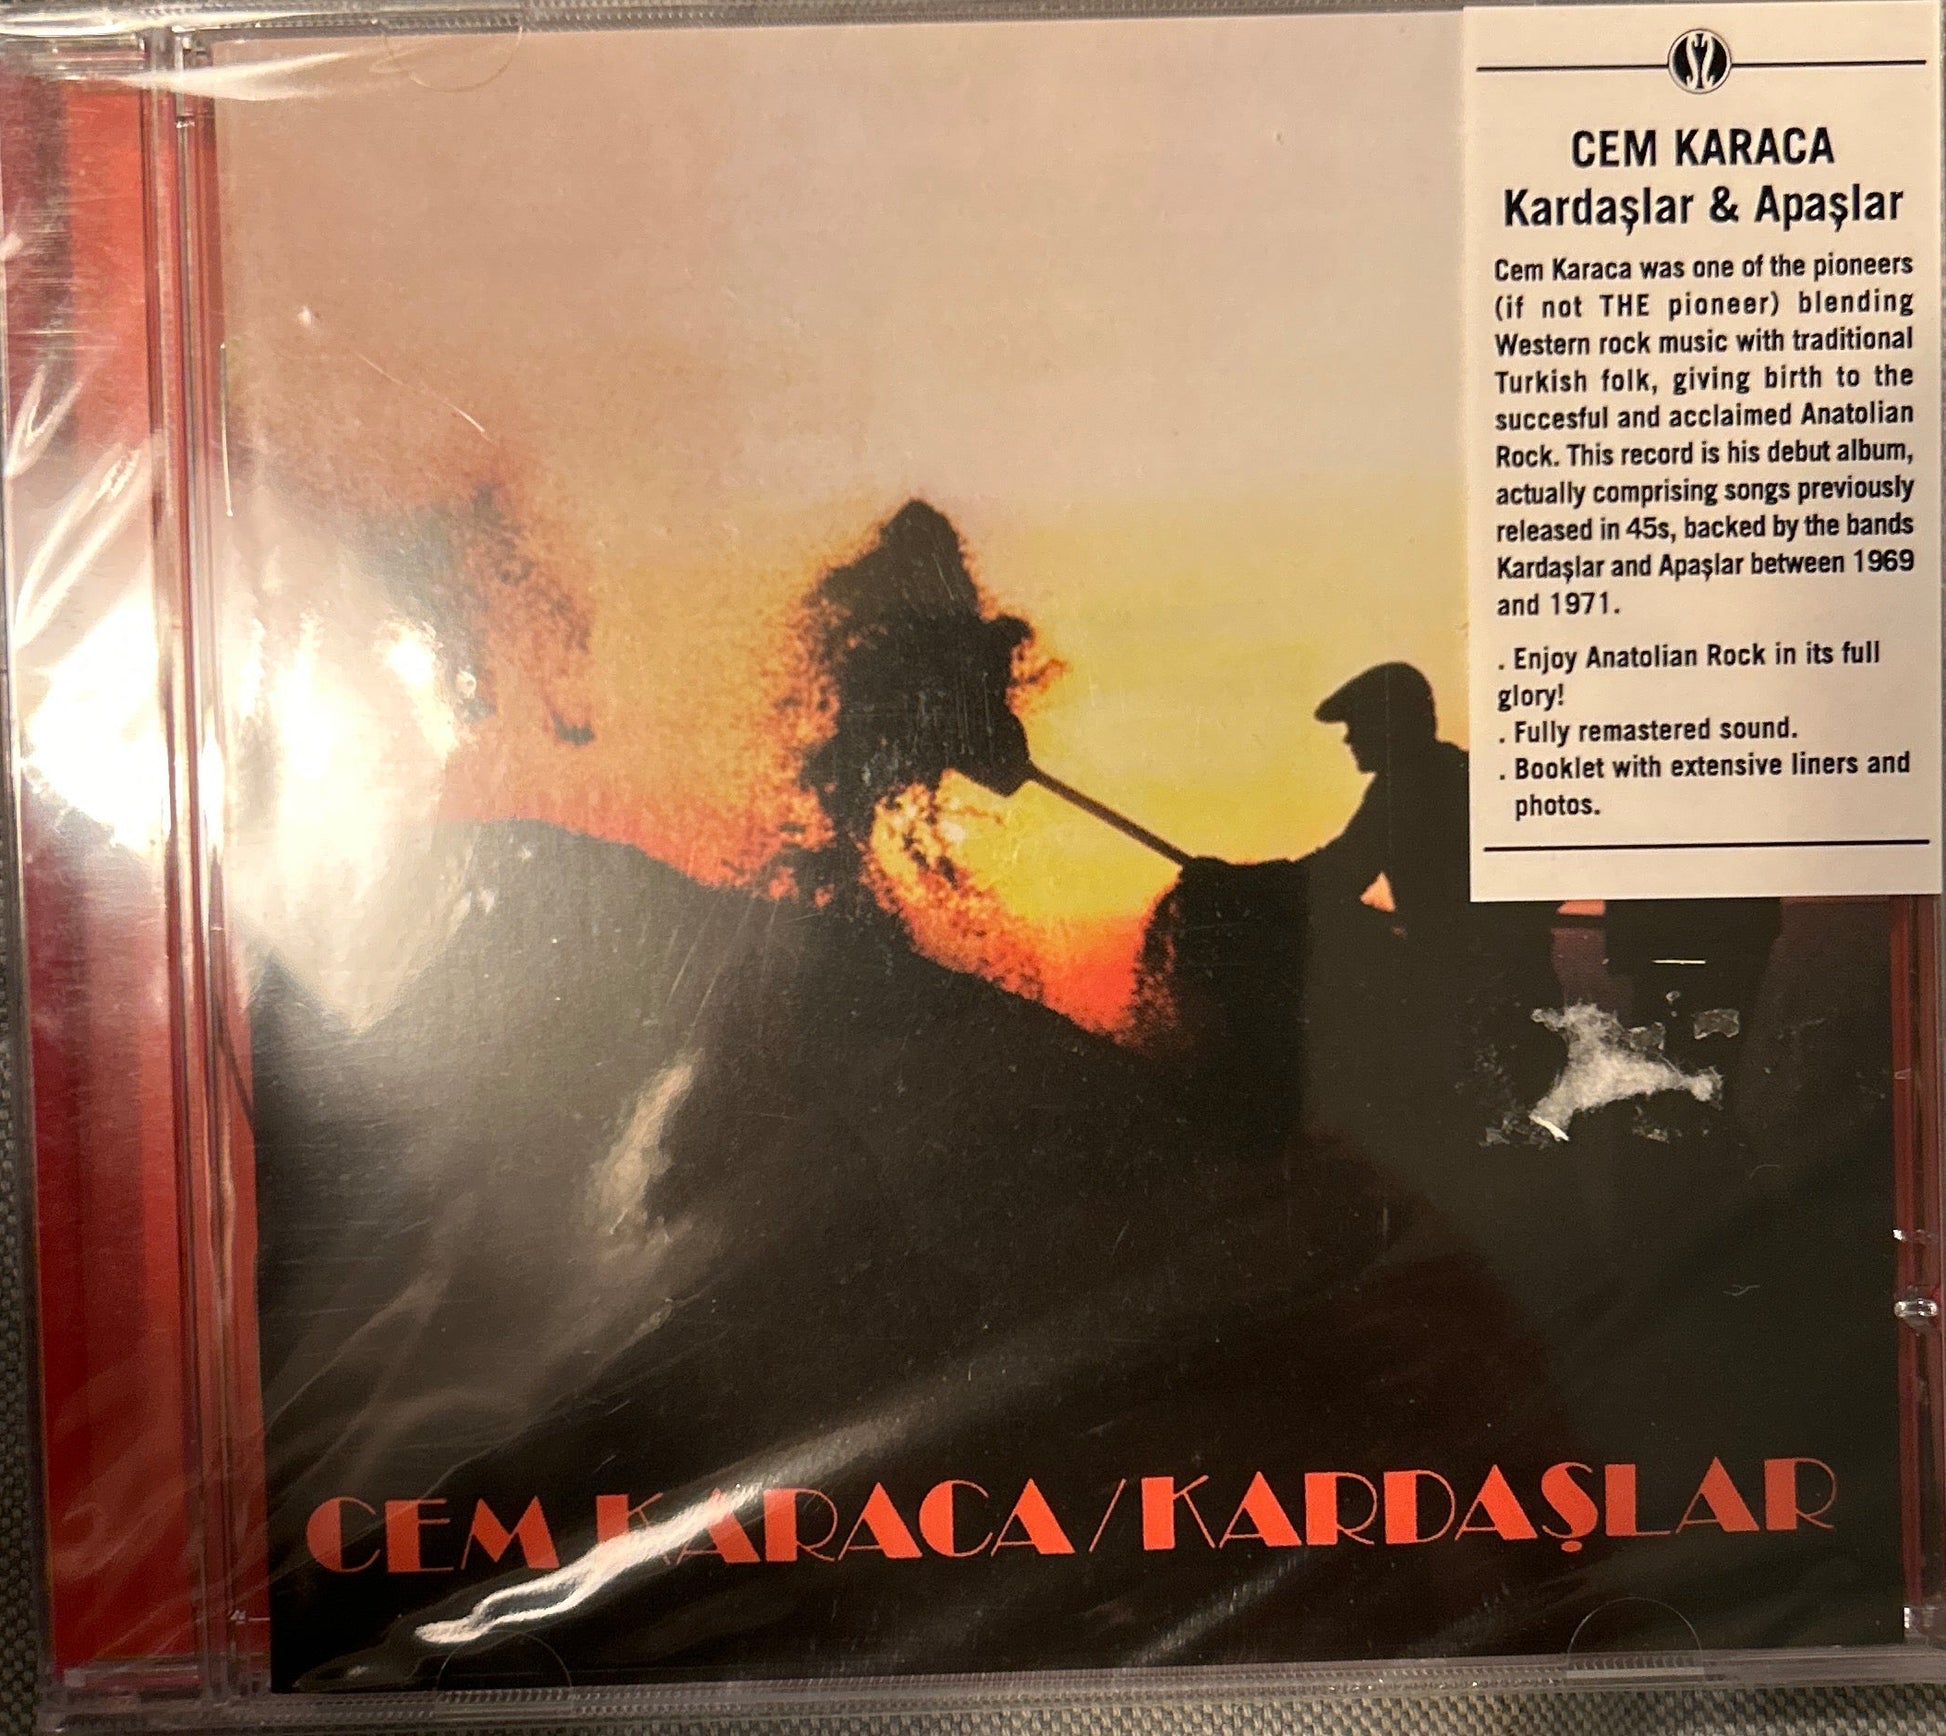 CEM KARACA
Kardaşlar & Apaşlar
Cem Karaca was one of the pioneers
(if not THE pioneer) blending
Western rock music with traditional
Turkish folk, giving birth to the
succesful and acclaimed Anatolian
Rock. This record is his debut album,
actually comprising songs previously
released in 45s, backed by the bands
Kardaşlar and Apaşlar between 1969
and 1971.
. Enjoy Anatolian Rock in its full
glory!
. Fully remastered sound.
. Booklet with extensive liners and
photos.
CEM KARACA/KARDAŞLAR